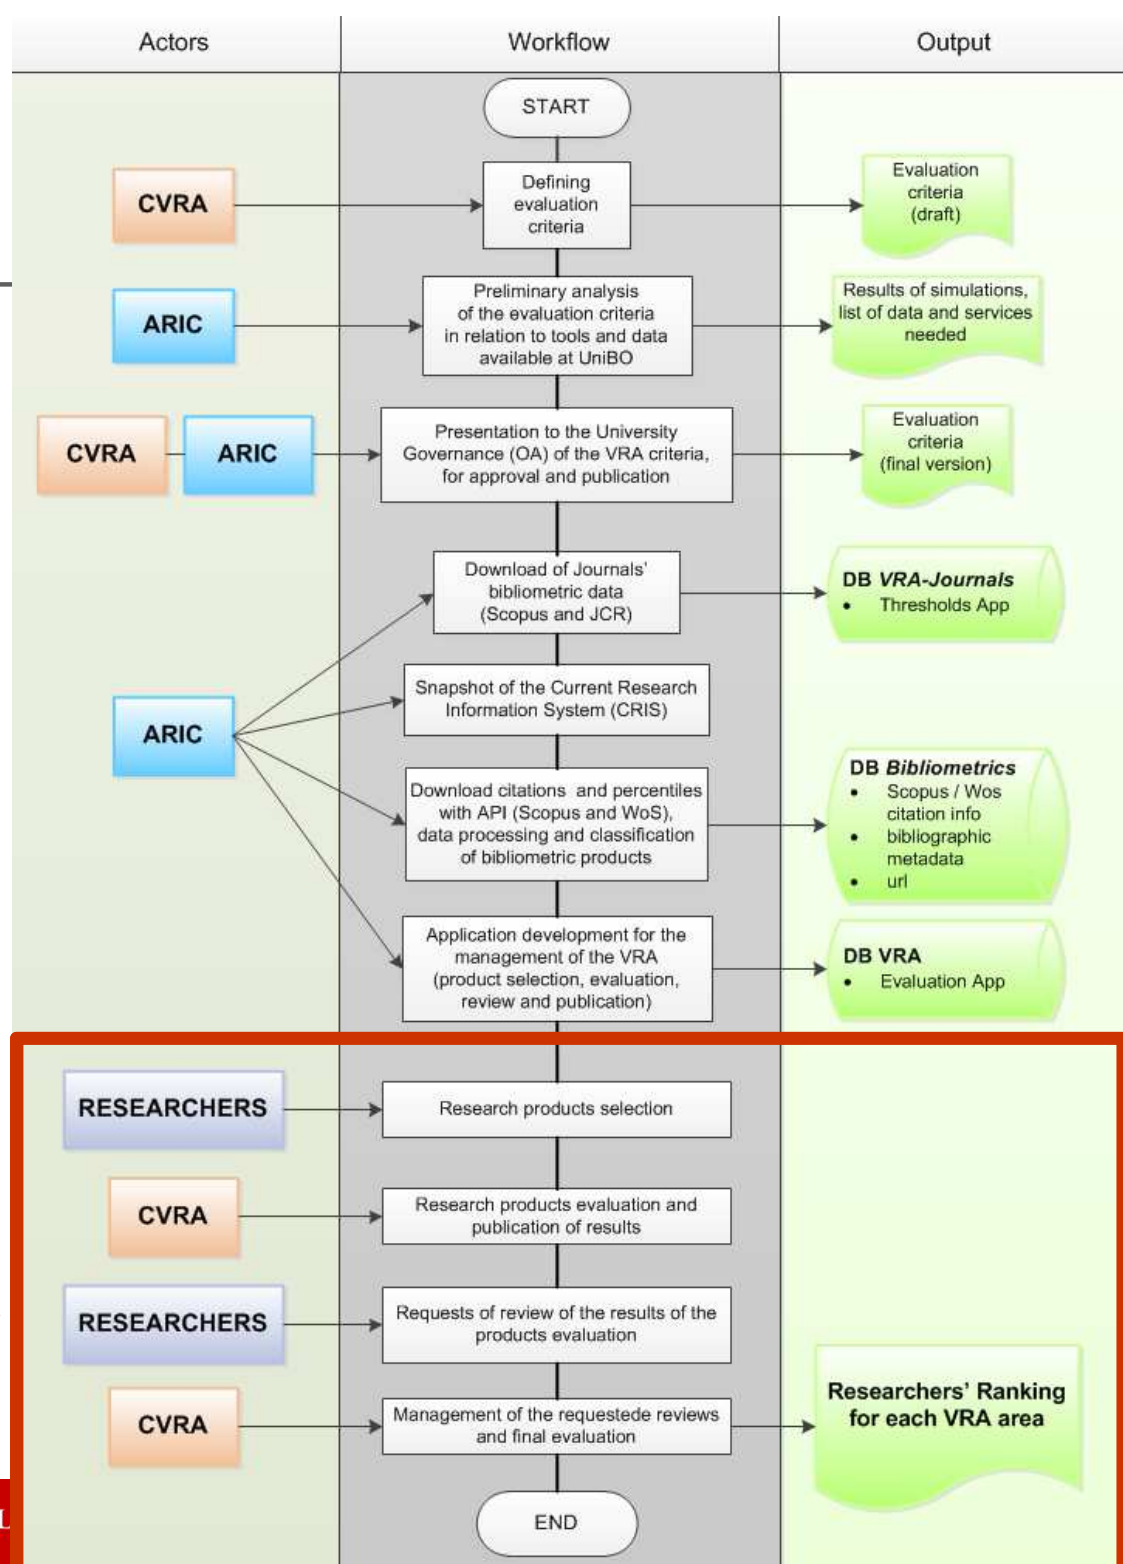 Actors
Workflow
Output
START
CVRA
Defining
evaluation
criteria
Evaluation
criteria
(draft)
ARIC
Preliminary analysis
of the evaluation criteria
in relation to tools and data
available at UniBO
Results of simulations,
list of data and services
needed
CVRA
ARIC
Presentation to the University
Governance (OA) of the VRA criteria,
for approval and publication
Evaluation
criteria
(final version)
Download of Journals'
bibliometric data
(Scopus and JCR)
DB VRA-Journals
• Thresholds App
ARIC
Snapshot of the Current Research
Information System (CRIS)
Download citations and percentiles
with API (Scopus and WoS),
data processing and classification
of bibliometric products
DB Bibliometrics
• Scopus / Wos
citation info
• bibliographic
metadata
• url
Application development for the
management of the VRA
(product selection, evaluation,
review and publication)
DB VRA
• Evaluation App
RESEARCHERS
Research products selection
CVRA
Research products evaluation and
publication of results
RESEARCHERS
Requests of review of the results of the
products evaluation
CVRA
Management of the requestede reviews
and final evaluation
Researchers' Ranking
for each VRA area
END
L